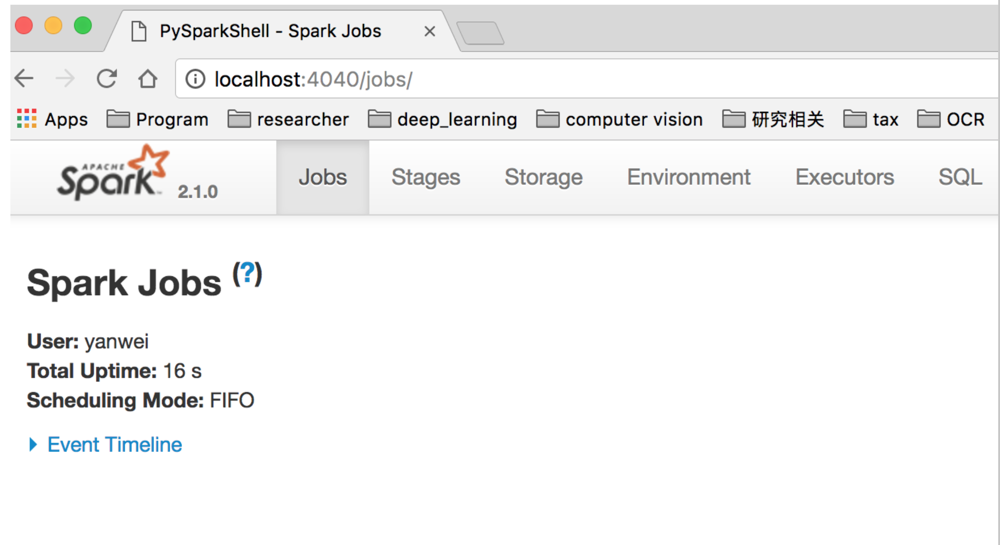 PySparkShell - Spark Jobs
localhost:4040/jobs/
Apps Program researcher deep_learning computer vision 研究相关 tax OCR
APACHE Spark 2.1.0 Jobs Stages Storage Environment Executors SQL
Spark Jobs (?)
User: yanwei
Total Uptime: 16 s
Scheduling Mode: FIFO
Event Timeline